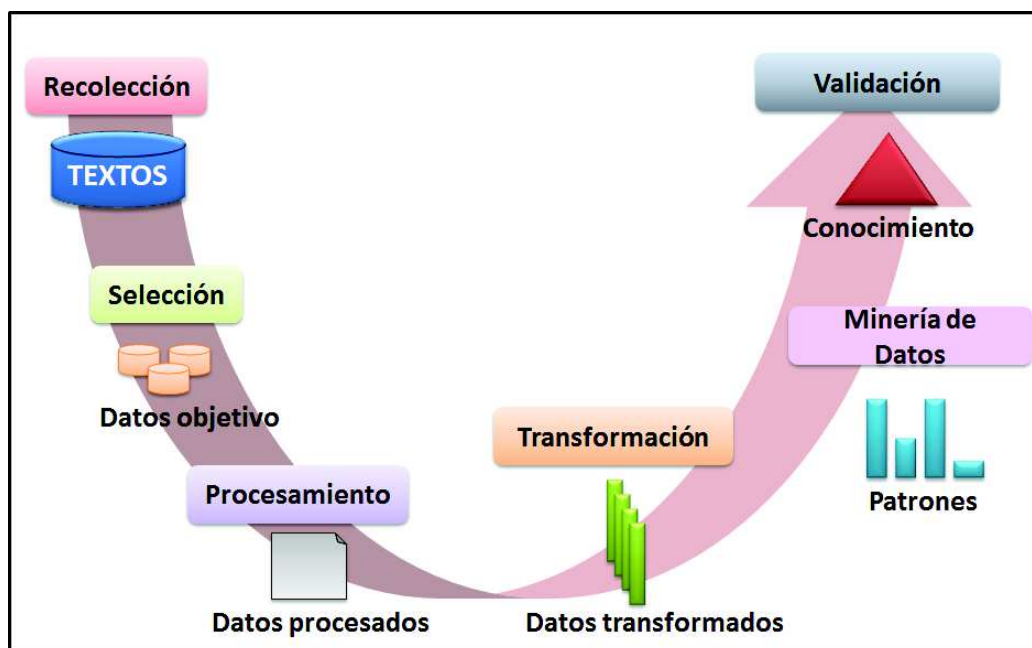 Recolección
TEXTOS
Selección
Datos objetivo
Procesamiento
Datos procesados
Transformación
Datos transformados
Minería de
Datos
Patrones
Validación
Conocimiento